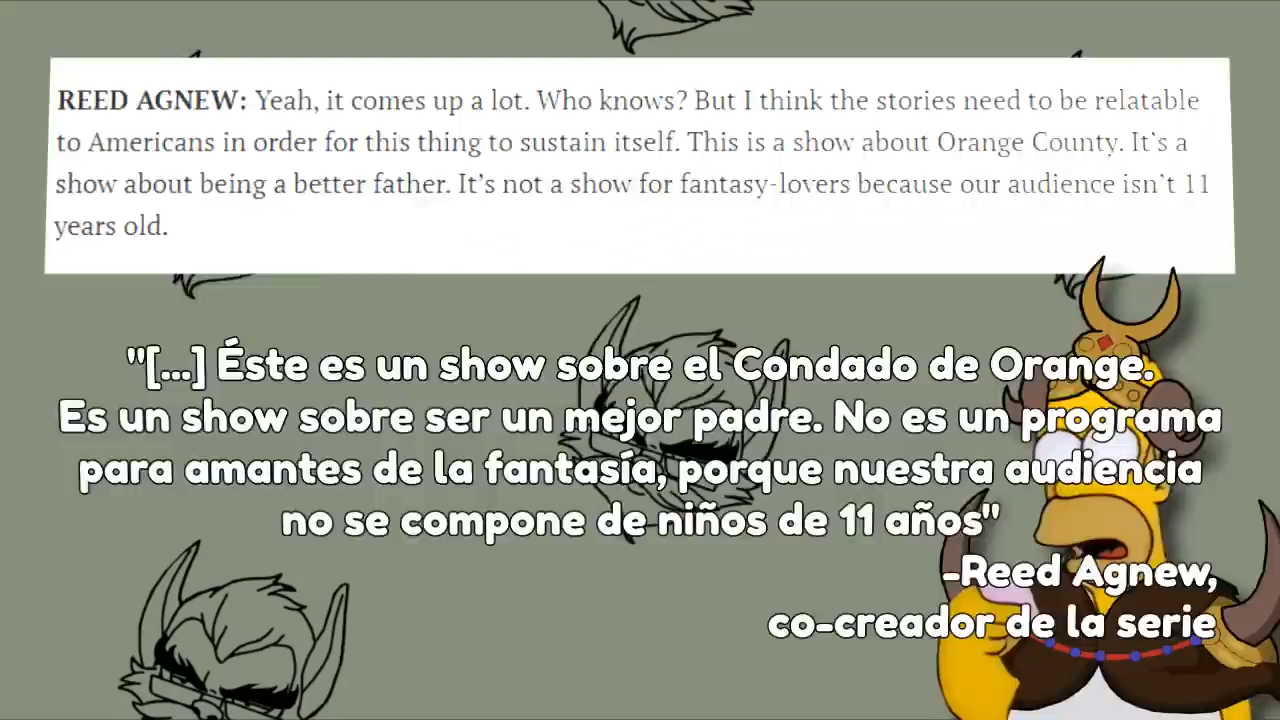 REED AGNEW: Yeah, it comes up a lot. Who knows? But I think the stories need to be relatable
to Americans in order for this thing to sustain itself. This is a show about Orange County. It’s a
show about being a better father. It’s not a show for fantasy-lovers because our audience isn’t 11
years old.
"[...] Éste es un show sobre el Condado de Orange.
Es un show sobre ser un mejor padre. No es un programa
para amantes de la fantasía, porque nuestra audiencia
no se compone de niños de 11 años"
-Reed Agnew,
co-creador de la serie